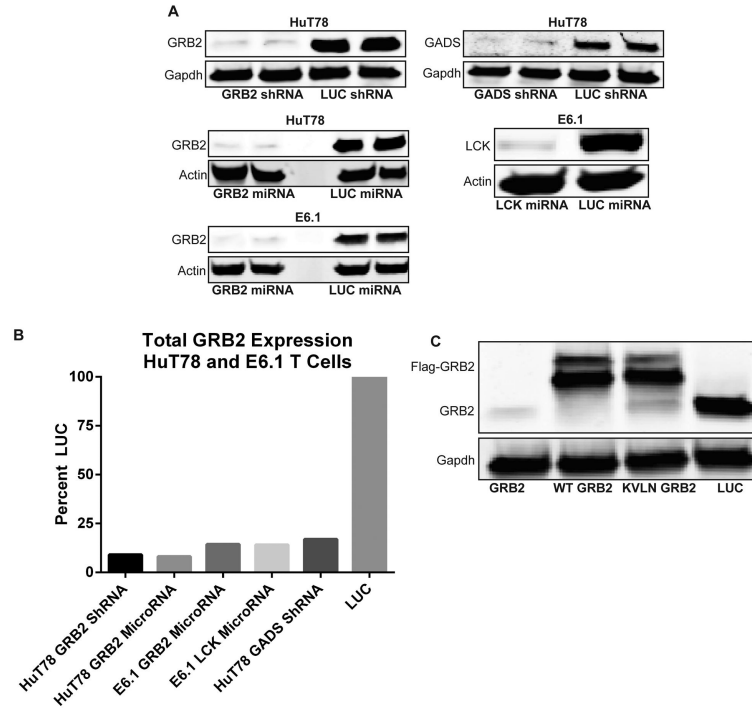 A
HuT78
GRB2
Gapdh
GRB2 shRNA LUC shRNA
HuT78
GADS
Gapdh
GADS shRNA LUC shRNA
HuT78
GRB2
Actin
GRB2 miRNA LUC miRNA
E6.1
LCK
Actin
LCK miRNA LUC miRNA
E6.1
GRB2
Actin
GRB2 miRNA LUC miRNA
B
Total GRB2 Expression
HuT78 and E6.1 T Cells
Percent LUC
100
75
50
25
0
HuT78 GRB2 ShRNA
HuT78 GRB2 MicroRNA
E6.1 GRB2 MicroRNA
E6.1 LCK MicroRNA
HuT78 GADS ShRNA
LUC
C
Flag-GRB2
GRB2
Gapdh
GRB2 WT GRB2 KVLN GRB2 LUC